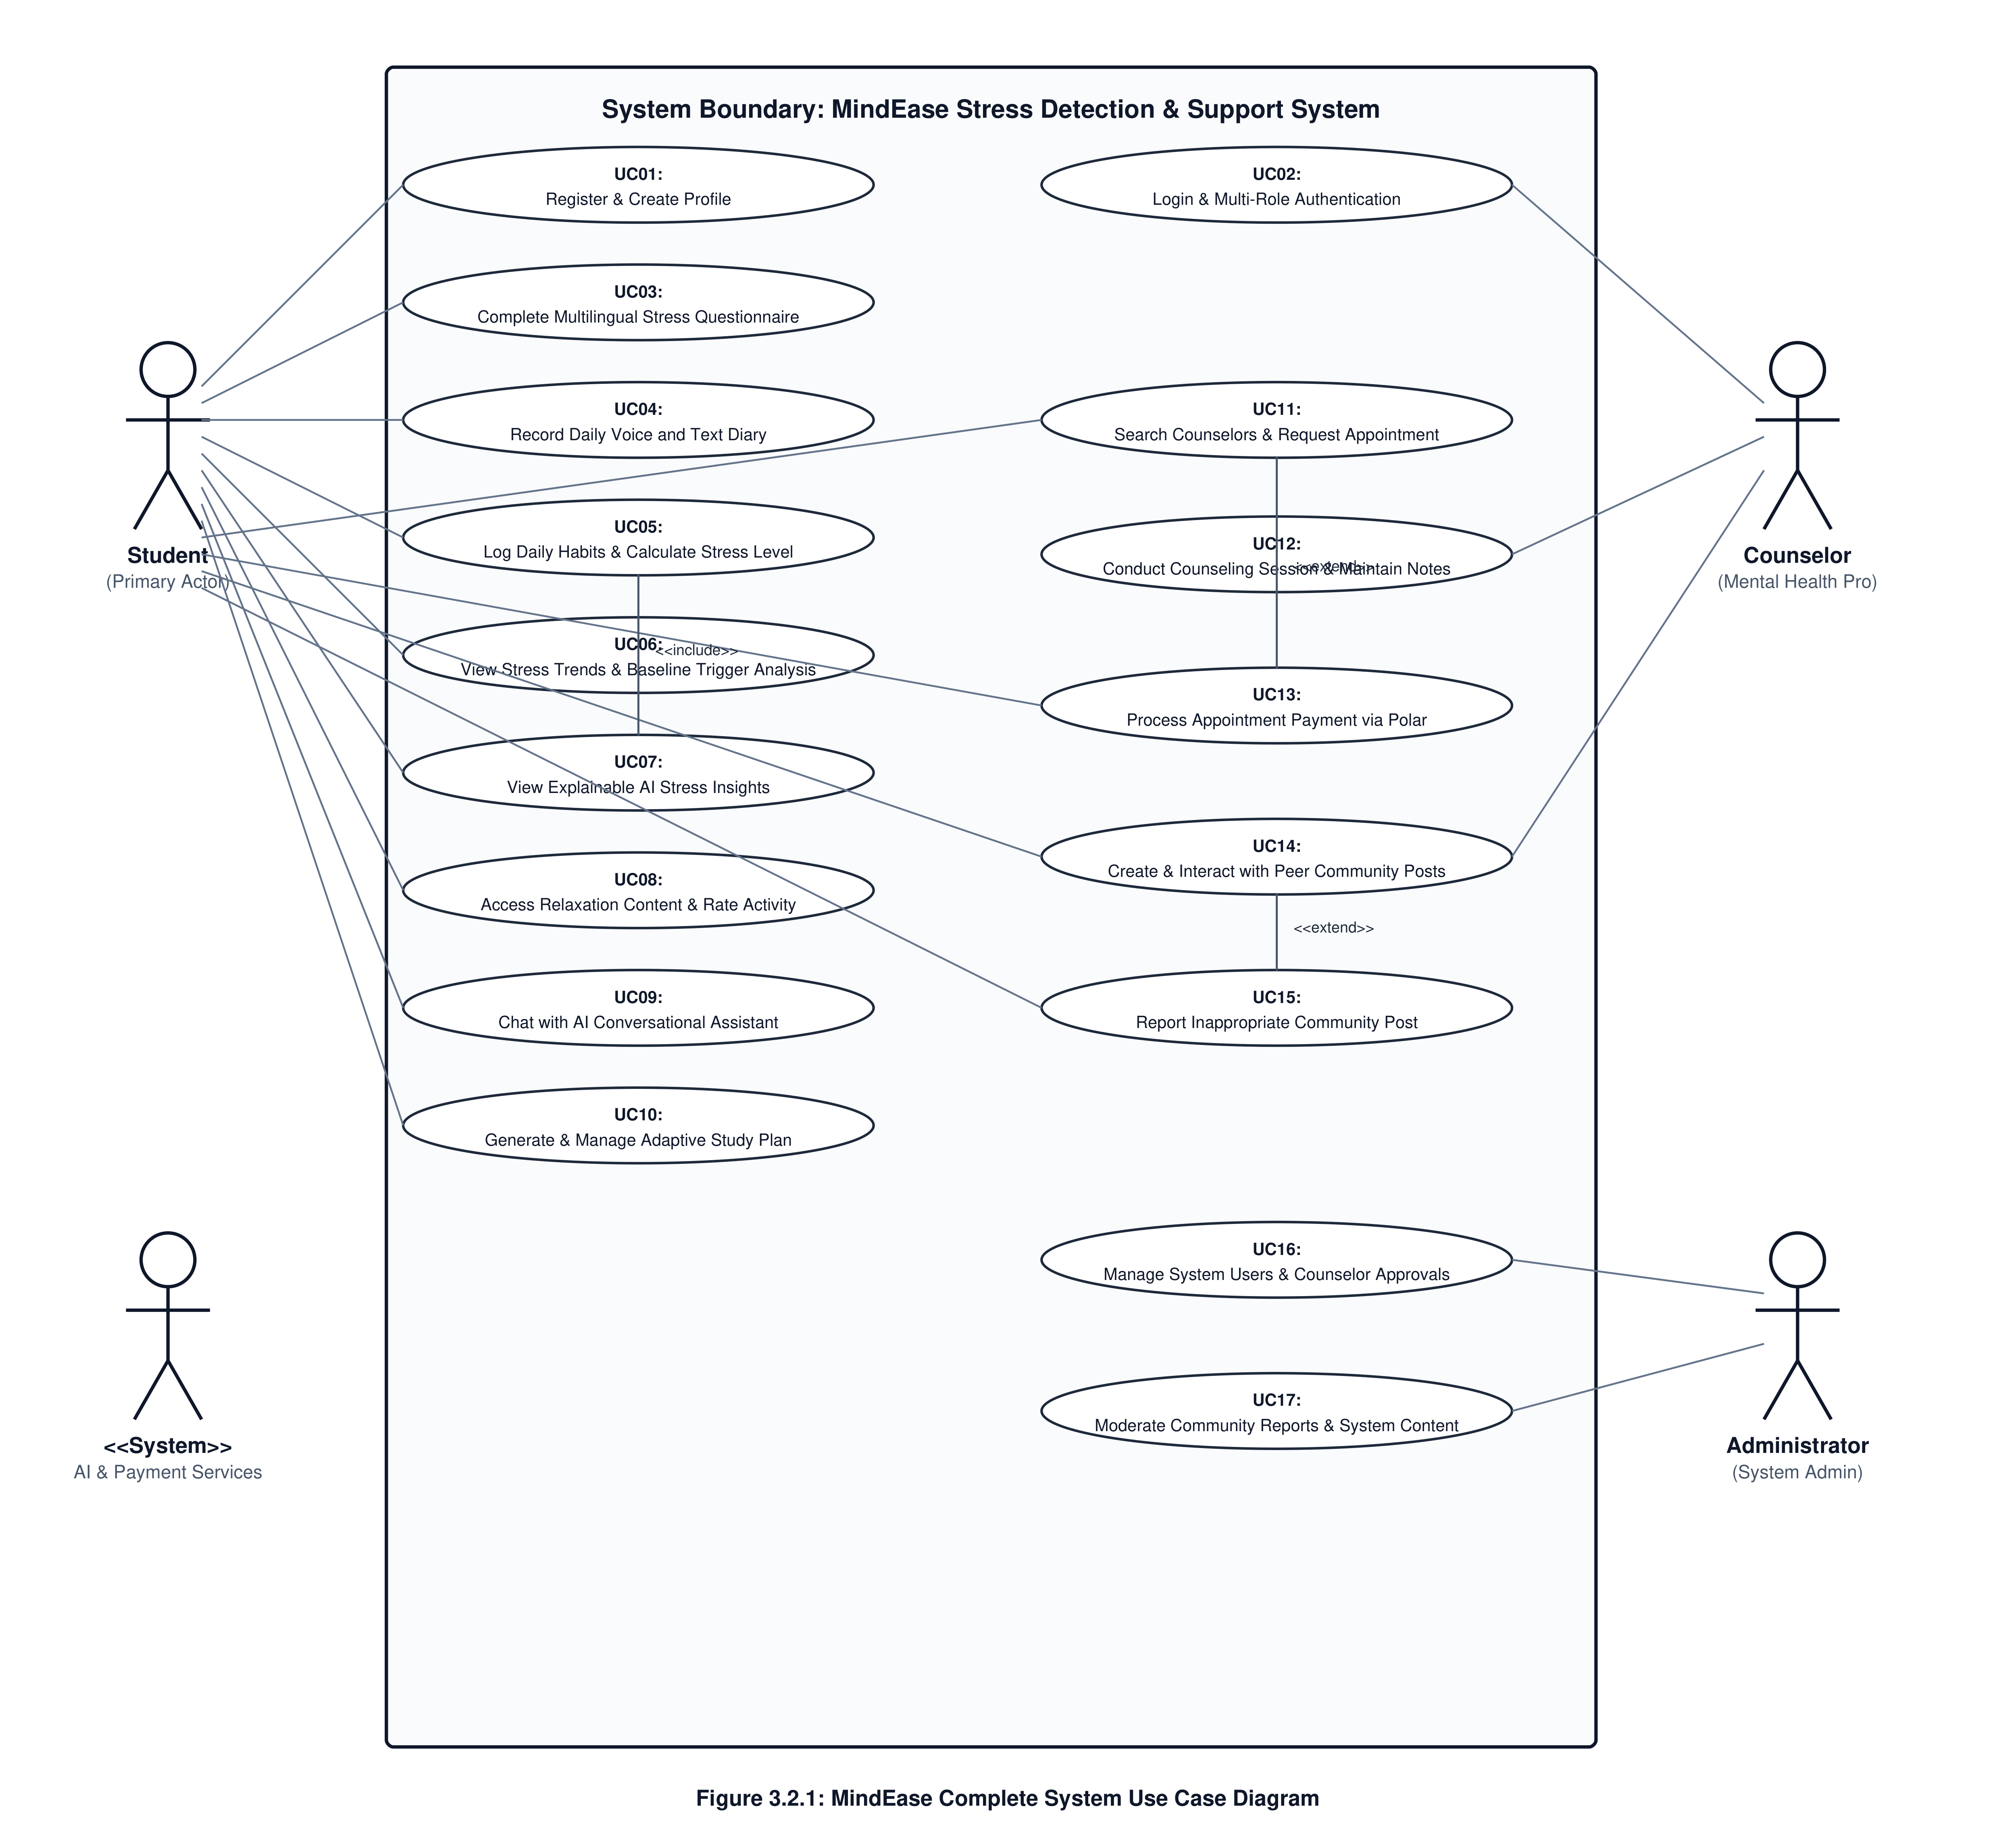 System Boundary: MindEase Stress Detection & Support System
UC01:
Register & Create Profile
UC02:
Login & Multi-Role Authentication
UC03:
Complete Multilingual Stress Questionnaire
UC04:
Record Daily Voice and Text Diary
UC11:
Search Counselors & Request Appointment
UC05:
Log Daily Habits & Calculate Stress Level
UC12:
Conduct Counseling Session & Maintain Notes
<<extend>>
Student
(Primary Actor)
Counselor
(Mental Health Pro)
UC06:
<<include>>
View Stress Trends & Baseline Trigger Analysis
UC13:
Process Appointment Payment via Polar
UC07:
View Explainable AI Stress Insights
UC14:
Create & Interact with Peer Community Posts
UC08:
Access Relaxation Content & Rate Activity
<<extend>>
UC09:
Chat with AI Conversational Assistant
UC15:
Report Inappropriate Community Post
UC10:
Generate & Manage Adaptive Study Plan
UC16:
Manage System Users & Counselor Approvals
UC17:
Moderate Community Reports & System Content
<<System>>
AI & Payment Services
Administrator
(System Admin)
Figure 3.2.1: MindEase Complete System Use Case Diagram